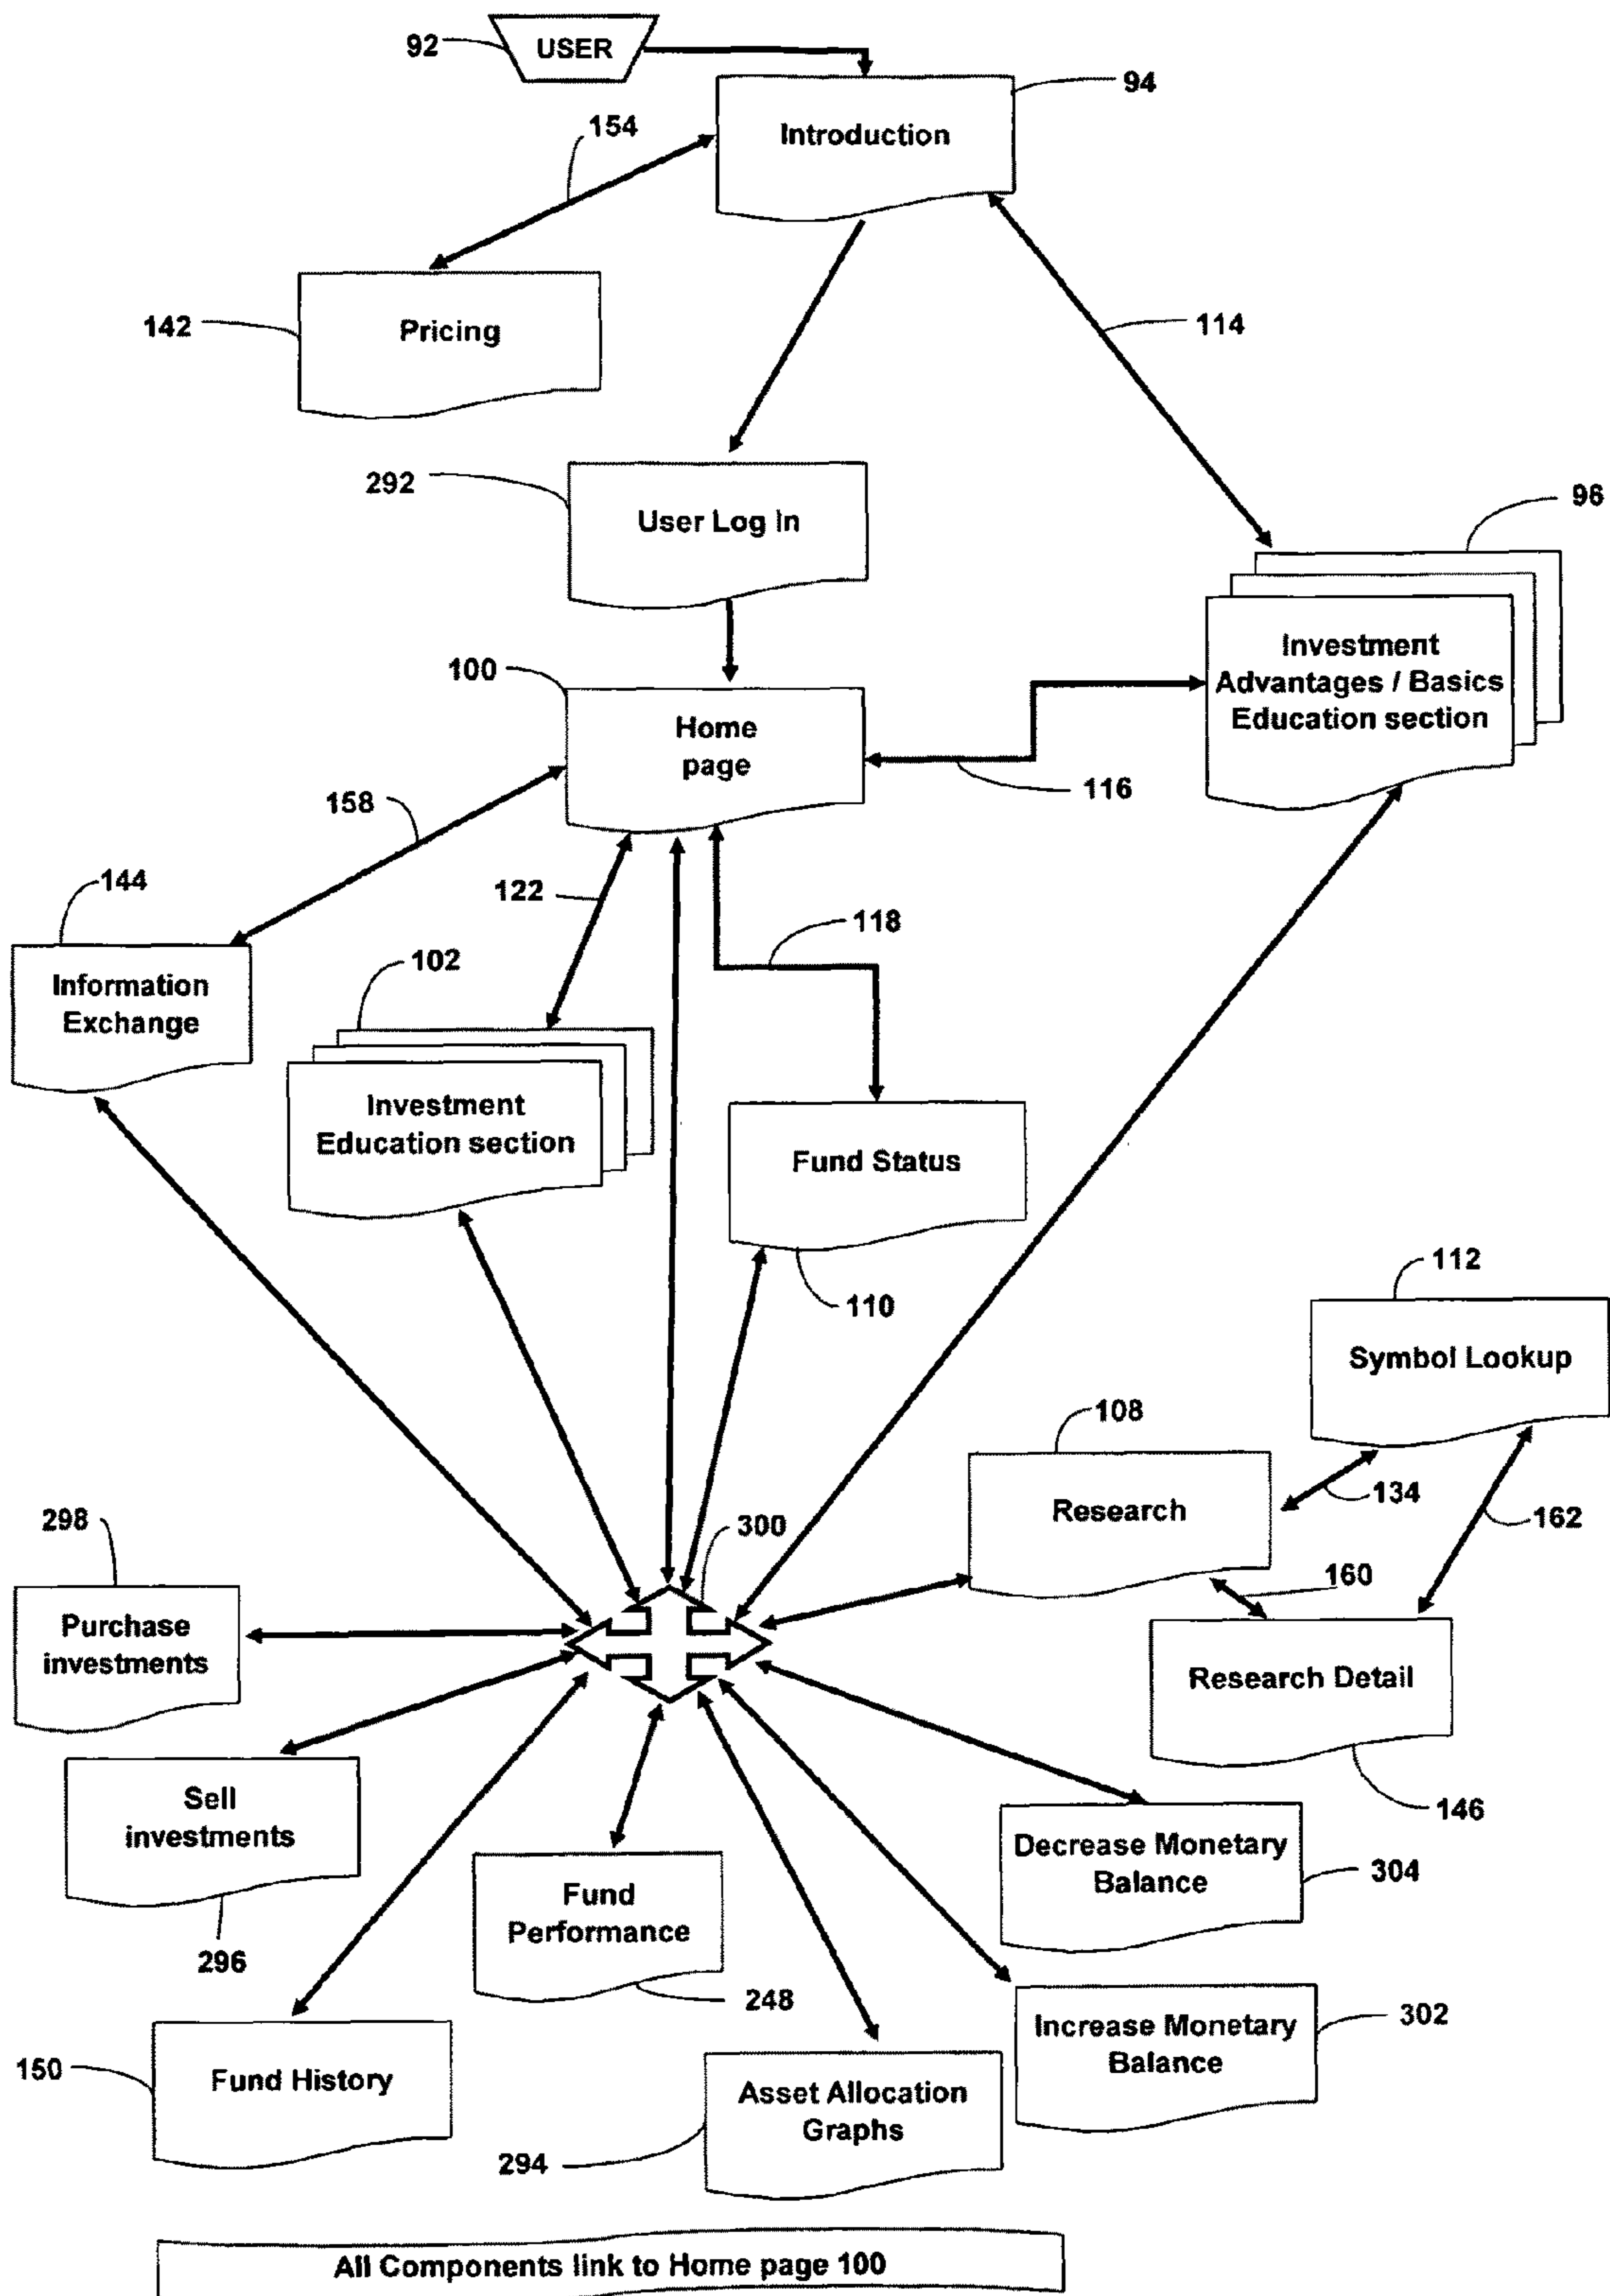 92
USER
94
Introduction
154
142
Pricing
114
292
User Log In
96
Investment
Advantages / Basics
Education section
100
Home
page
116
158
144
122
118
Information
Exchange
102
Investment
Education section
Fund Status
110
112
Symbol Lookup
108
Research
134
162
298
300
160
Purchase
investments
Research Detail
146
Sell
investments
296
Decrease Monetary
Balance
304
Fund
Performance
248
Increase Monetary
Balance
302
150
Fund History
Asset Allocation
Graphs
294
All Components link to Home page 100